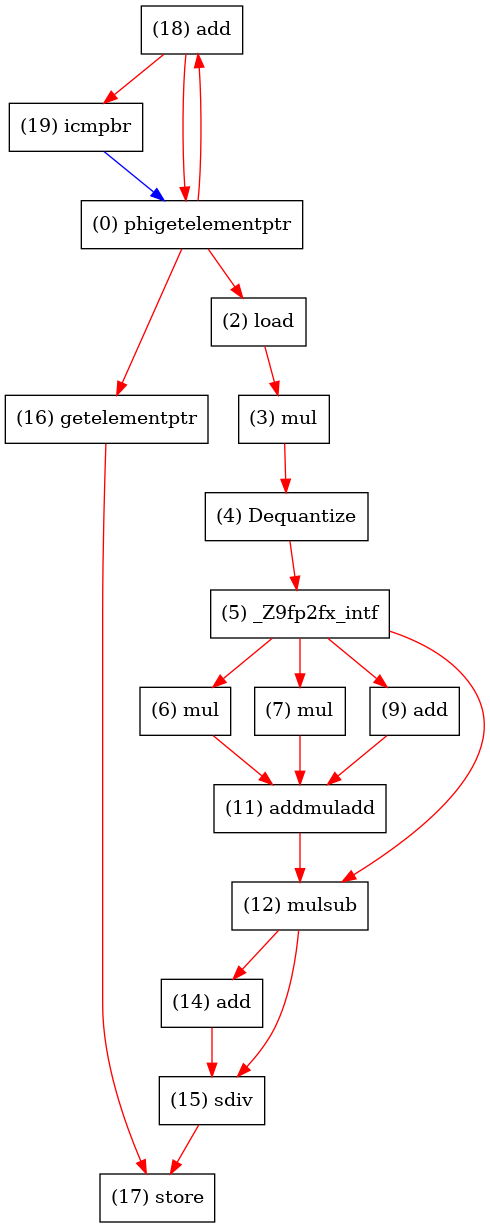 (18) add
(19) icmpbr
(0) phigetelementptr
(2) load
(16) getelementptr
(3) mul
(4) Dequantize
(5) _Z9fp2fx_intf
(6) mul
(7) mul
(9) add
(11) addmuladd
(12) mulsub
(14) add
(15) sdiv
(17) store